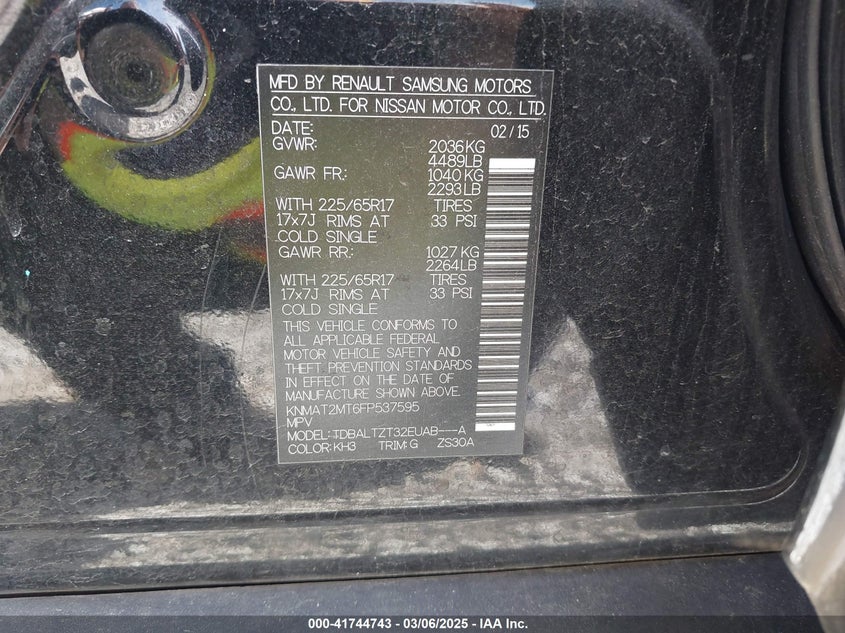 MFD BY RENAULT SAMSUNG MOTORS
CO., LTD. FOR NISSAN MOTOR CO., LTD.
DATE: 02/15
GVWR: 2036KG
4489LB
GAWR FR: 1040KG
2293LB
WITH 225/65R17 TIRES
17x7J RIMS AT 33 PSI
COLD SINGLE
GAWR RR: 1027KG
2264LB
WITH 225/65R17 TIRES
17x7J RIMS AT 33 PSI
COLD SINGLE
THIS VEHICLE CONFORMS TO
ALL APPLICABLE FEDERAL
MOTOR VEHICLE SAFETY AND
THEFT PREVENTION STANDARDS
IN EFFECT ON THE DATE OF
MANUFACTURE SHOWN ABOVE.
KNMAT2MT6FP537595
MPV
MODEL: TDBALTZT32EUAB---A
COLOR: KH3 TRIM: G ZS30A
000-41744743 - 03/06/2025 - IAA Inc.